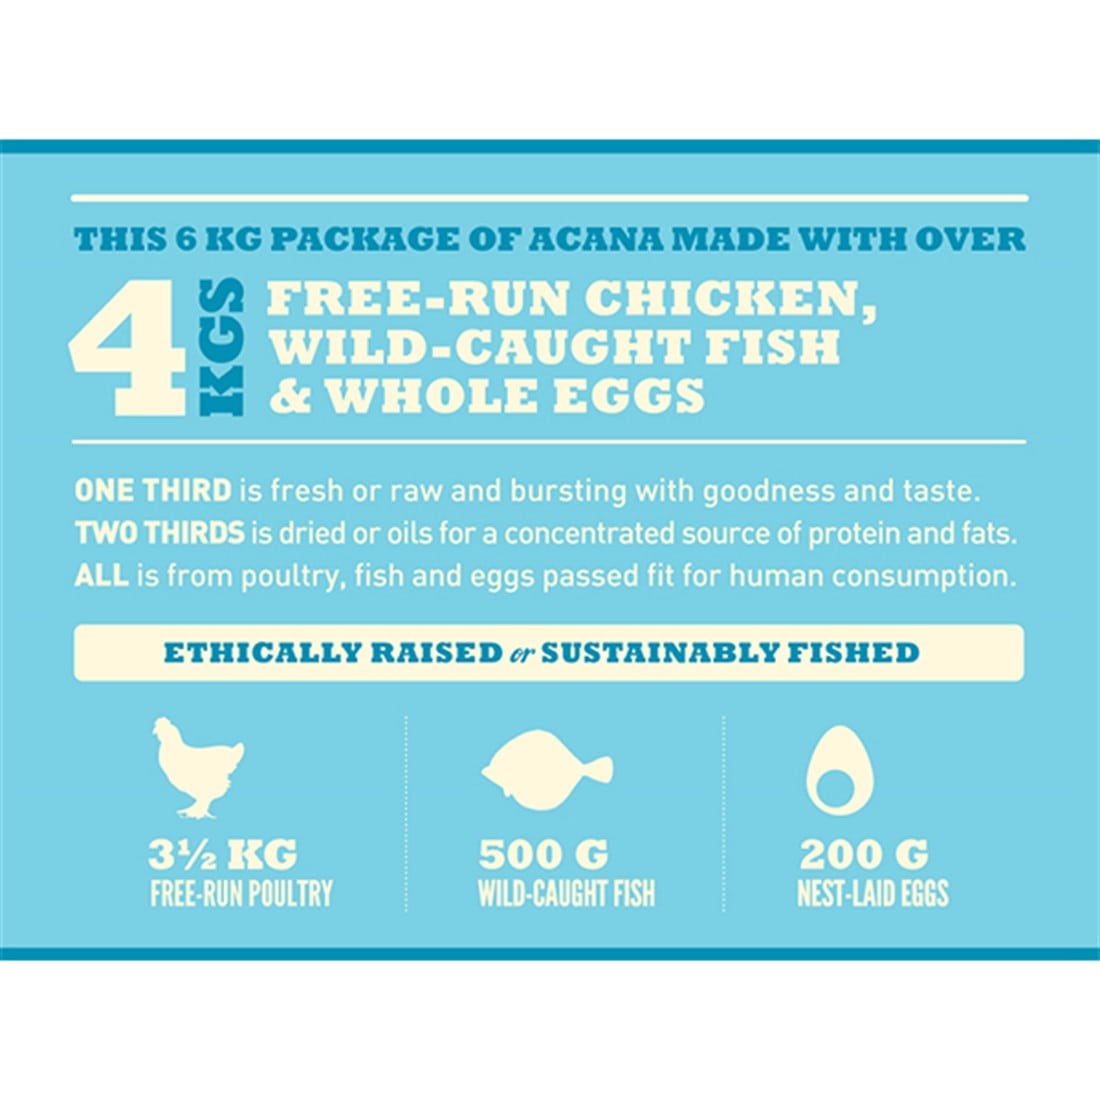 THIS 6 KG PACKAGE OF ACANA MADE WITH OVER
4 KGS
FREE-RUN CHICKEN,
WILD-CAUGHT FISH
& WHOLE EGGS
ONE THIRD is fresh or raw and bursting with goodness and taste.
TWO THIRDS is dried or oils for a concentrated source of protein and fats.
ALL is from poultry, fish and eggs passed fit for human consumption.
ETHICALLY RAISED or SUSTAINABLY FISHED
3½ KG
FREE-RUN POULTRY
500 G
WILD-CAUGHT FISH
200 G
NEST-LAID EGGS